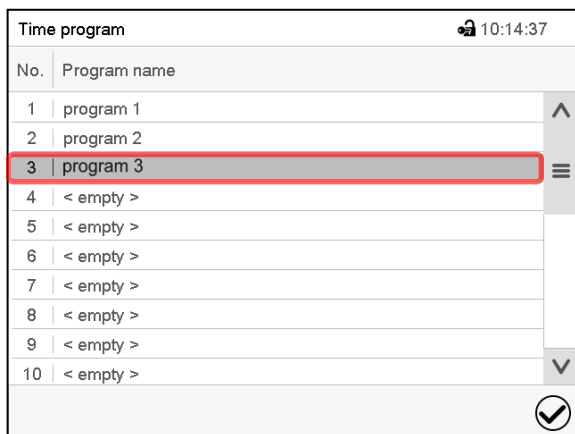 Time program 10:14:37
No. Program name
1 program 1
2 program 2
3 program 3
4 < empty >
5 < empty >
6 < empty >
7 < empty >
8 < empty >
9 < empty >
10 < empty >